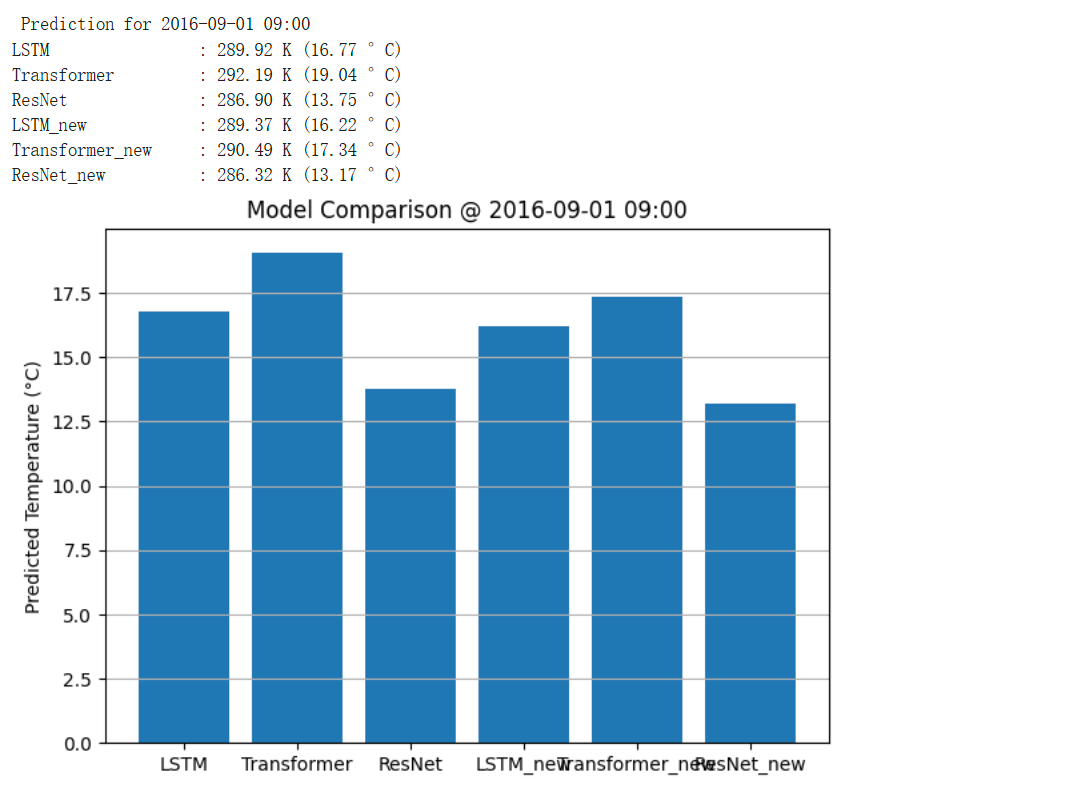 Prediction for 2016-09-01 09:00
LSTM : 289.92 K (16.77 °C)
Transformer : 292.19 K (19.04 °C)
ResNet : 286.90 K (13.75 °C)
LSTM_new : 289.37 K (16.22 °C)
Transformer_new : 290.49 K (17.34 °C)
ResNet_new : 286.32 K (13.17 °C)
Model Comparison @ 2016-09-01 09:00
Predicted Temperature (°C)
17.5
15.0
12.5
10.0
7.5
5.0
2.5
0.0
LSTM Transformer ResNet LSTM_new Transformer_new ResNet_new